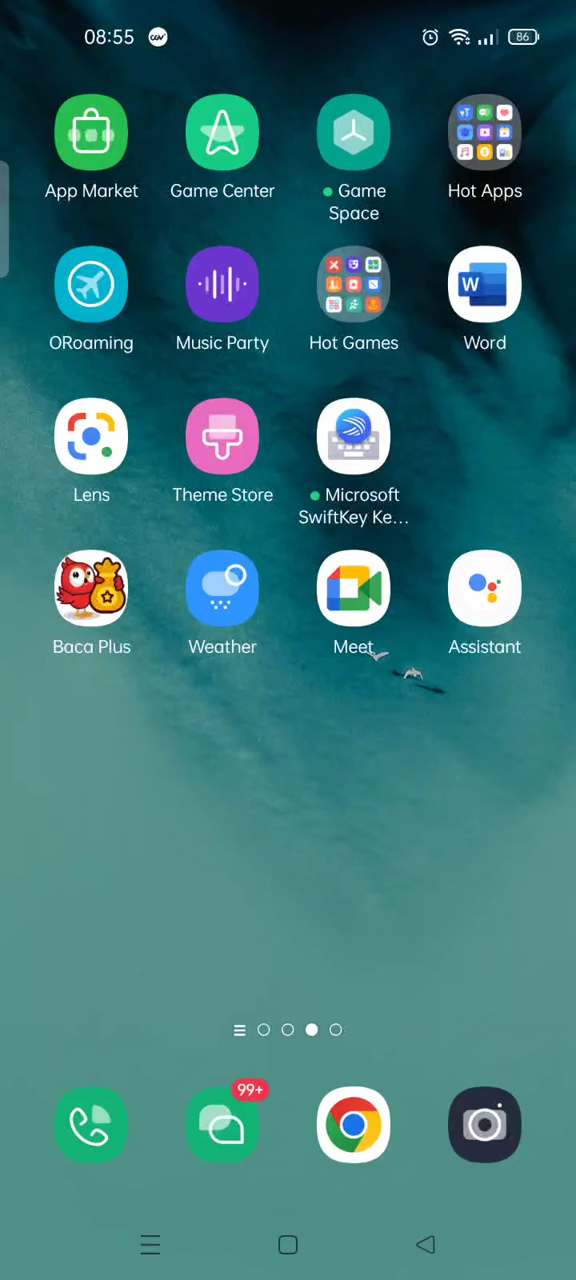 08:55 CGV 86
App Market Game Center Game Space Hot Apps
ORoaming Music Party Hot Games Word
W
Lens Theme Store Microsoft SwiftKey Ke...
Baca Plus Weather Meet Assistant
99+